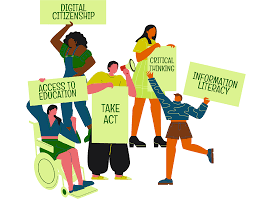 DIGITAL
CITIZENSHIP
CRITICAL
THINKING
ACCESS TO
EDUCATION
TAKE
ACT
INFORMATION
LITERACY